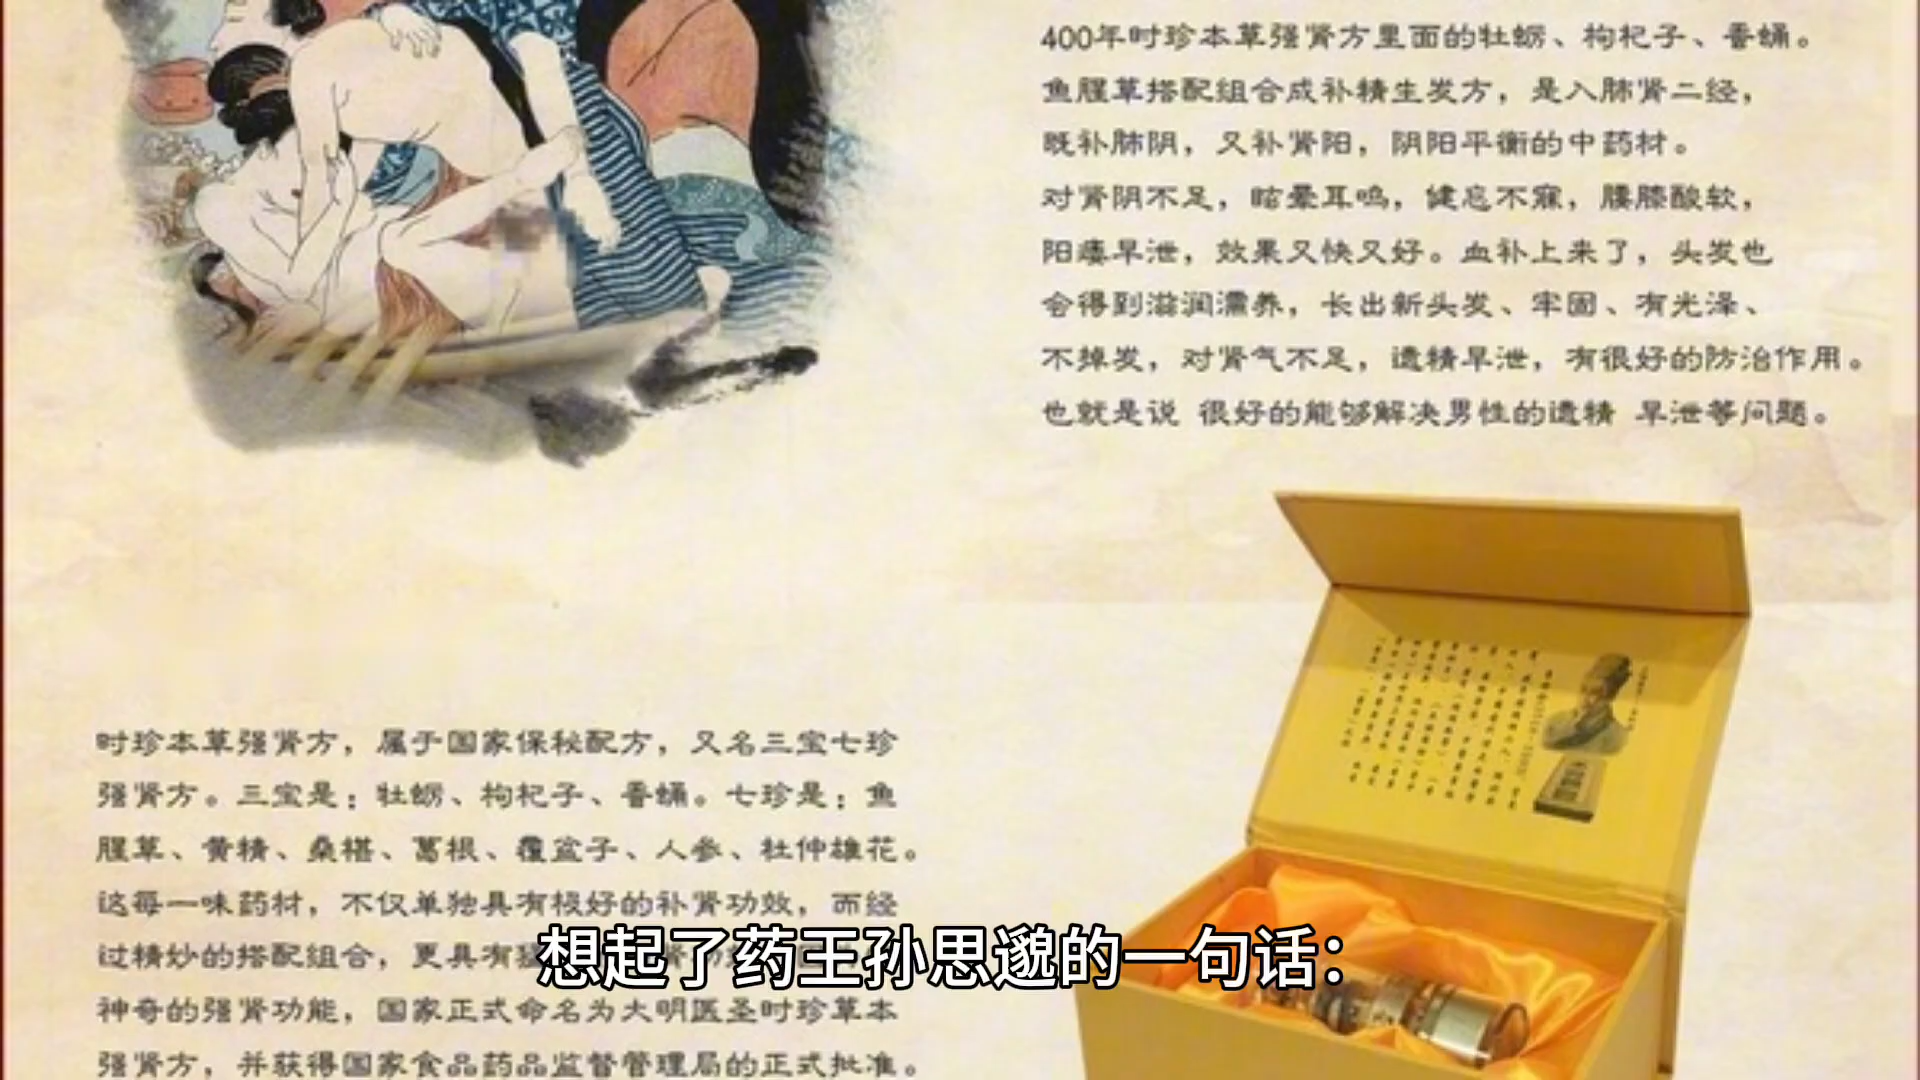 400年时珍本草强肾方里面的牡蛎、枸杞子、香蛹。
鱼腥草搭配组合成补精生发方，是入肺肾二经，
既补肺阴，又补肾阳，阴阳平衡的中药材。
对肾阴不足，眩晕耳鸣，健忘不寐，腰膝酸软，
阳痿早泄，效果又快又好。血补上来了，头发也
会得到滋润濡养，长出新头发、牢固、有光泽、
不掉发，对肾气不足，遗精早泄，有很好的防治作用。
也就是说 很好的能够解决男性的遗精 早泄等问题。
时珍本草强肾方，属于国家保秘配方，又名三宝七珍
强肾方。三宝是：牡蛎、枸杞子、香蛹。七珍是：鱼
腥草、黄精、桑椹、葛根、覆盆子、人参、杜仲雄花。
这每一味药材，不仅单独具有极好的补肾功效，而经
过精妙的搭配组合，更具有
神奇的强肾功能，国家正式命名为大明医圣时珍草本
强肾方，并获得国家食品药品监督管理局的正式批准。
想起了药王孙思邈的一句话：